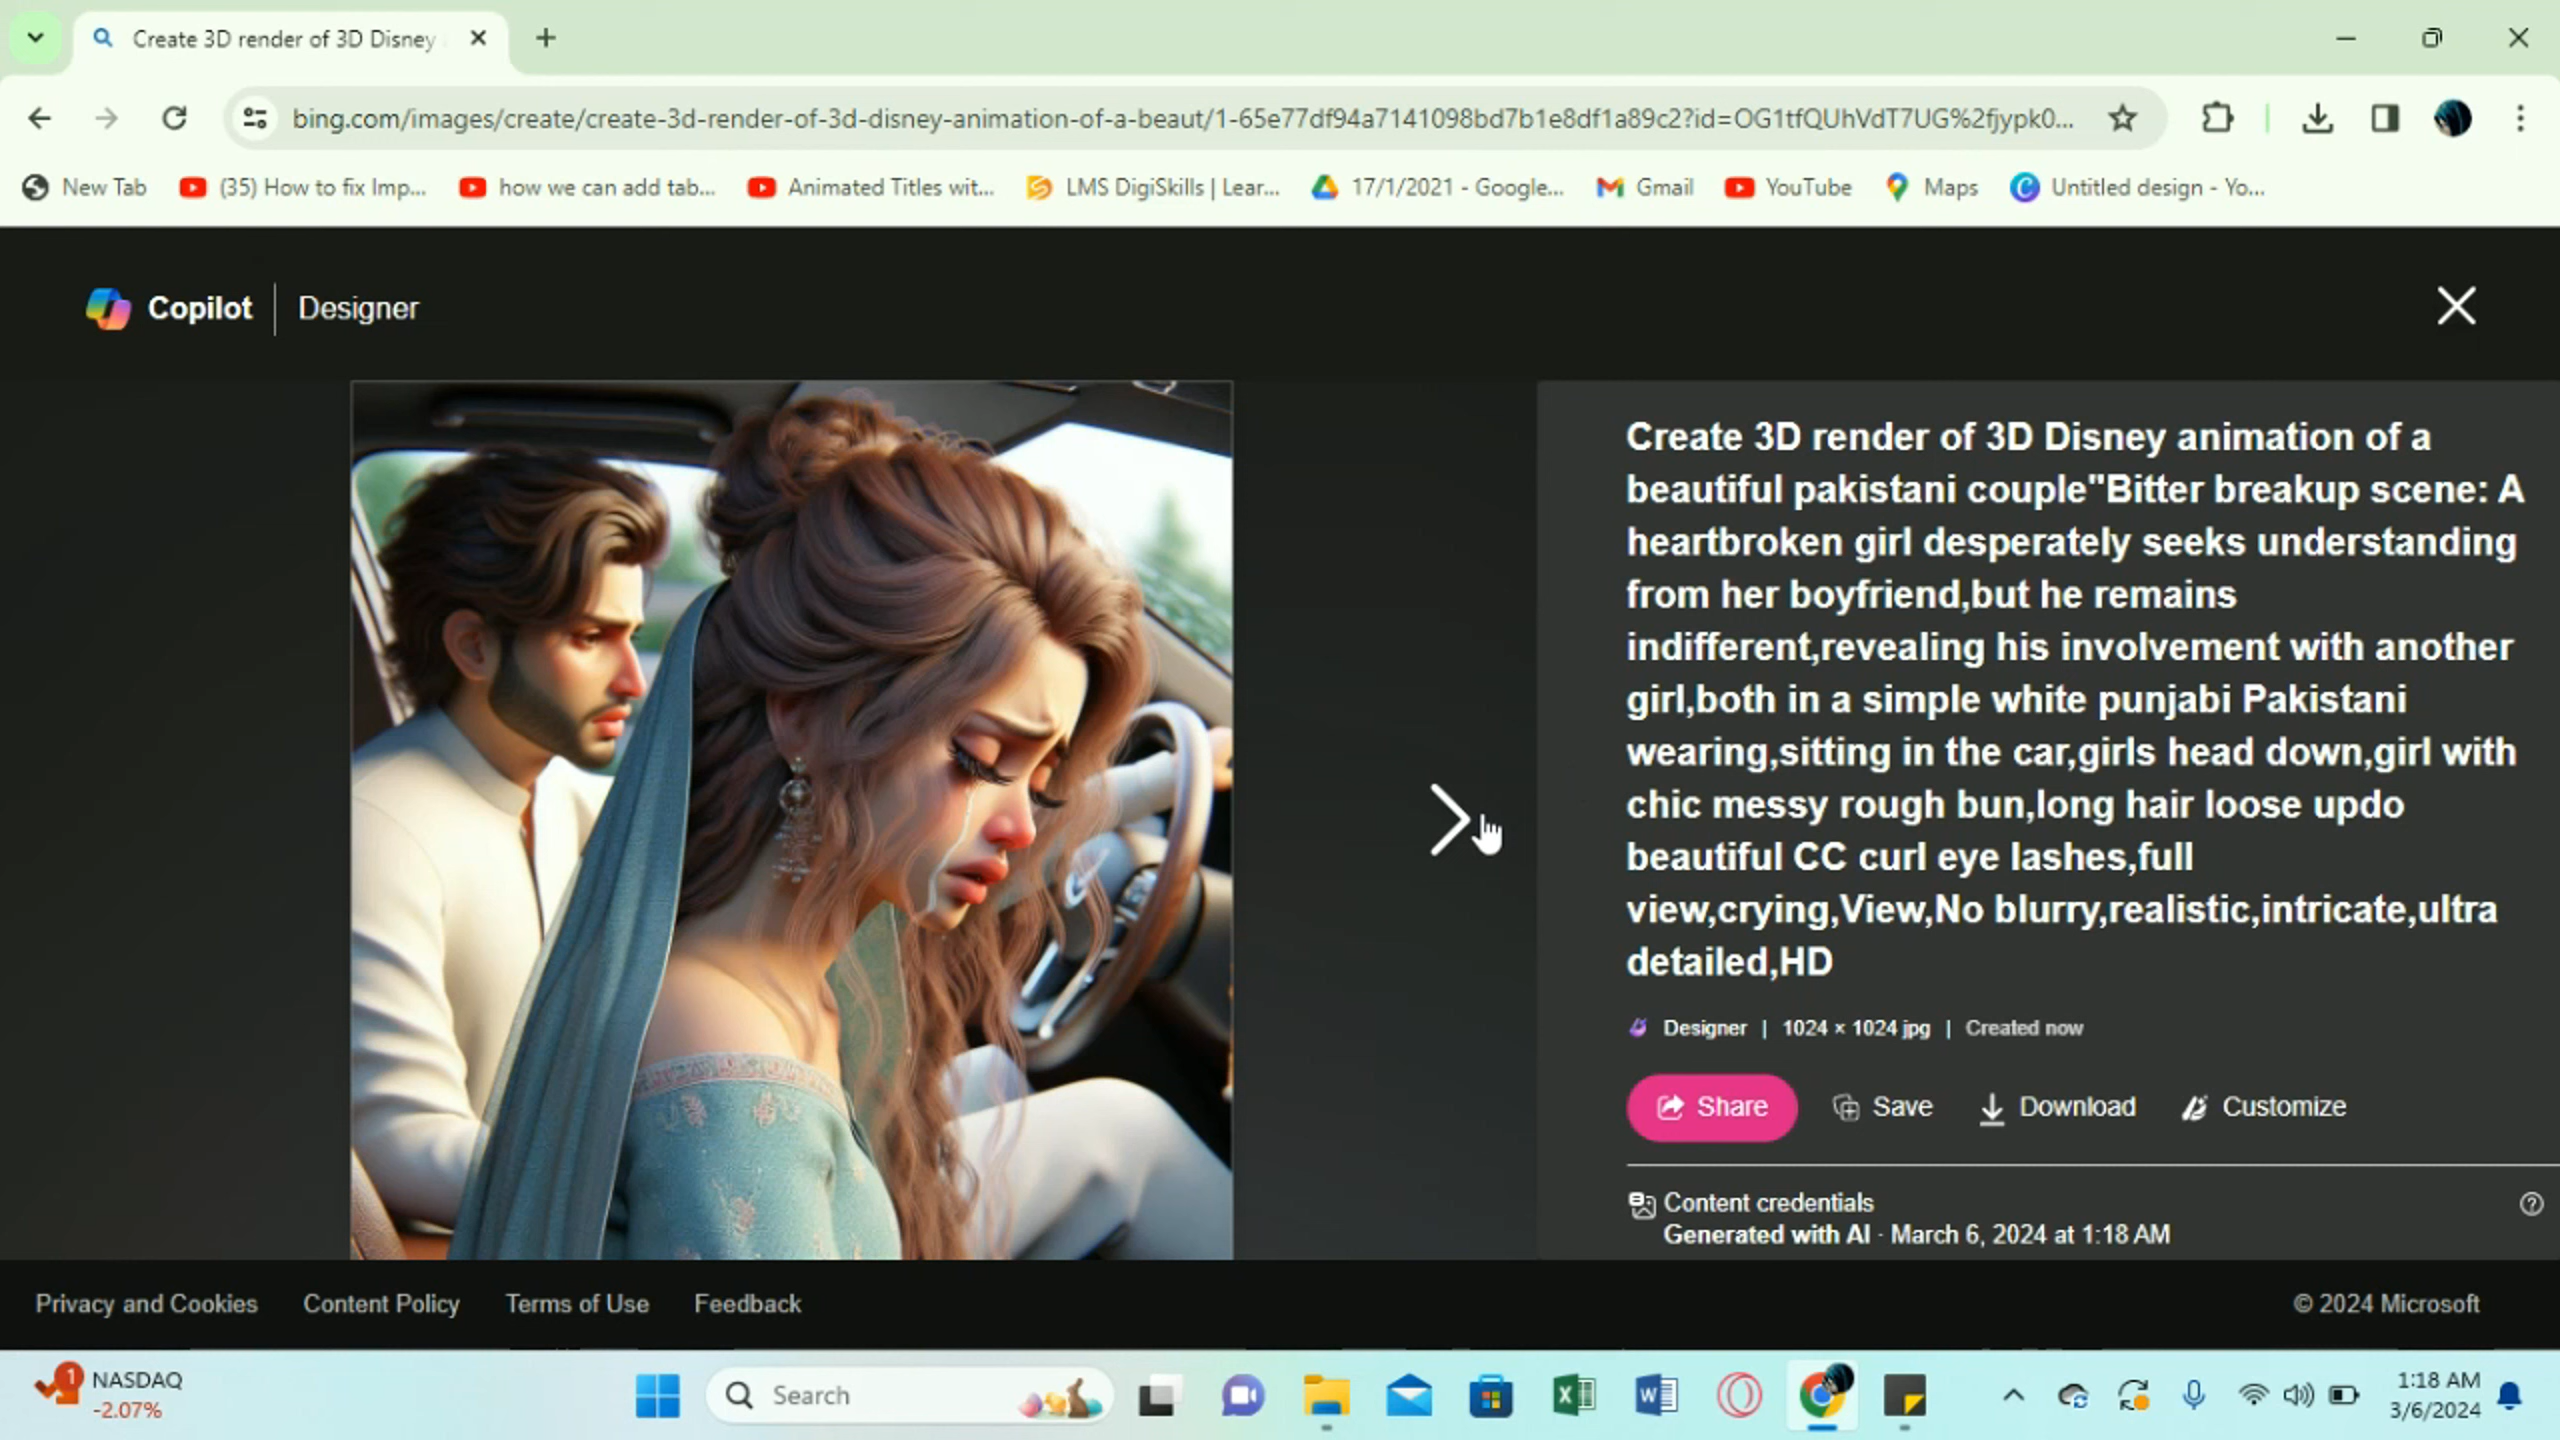 Create 3D render of 3D Disney
bing.com/images/create/create-3d-render-of-3d-disney-animation-of-a-beaut/1-65e77df94a7141098bd7b1e8df1a89c2?id=OG1tfQUhVdT7UG%2fjypk0...
New Tab
(35) How to fix Imp...
how we can add tab...
Animated Titles wit...
LMS DigiSkills | Lear...
17/1/2021 - Google...
Gmail
YouTube
Maps
Untitled design - Yo...
Copilot
Designer
Create 3D render of 3D Disney animation of a
beautiful pakistani couple"Bitter breakup scene: A
heartbroken girl desperately seeks understanding
from her boyfriend,but he remains
indifferent,revealing his involvement with another
girl,both in a simple white punjabi Pakistani
wearing,sitting in the car,girls head down,girl with
chic messy rough bun,long hair loose updo
beautiful CC curl eye lashes,full
view,crying,View,No blurry,realistic,intricate,ultra
detailed,HD
Designer | 1024 × 1024 jpg | Created now
Share
Save
Download
Customize
Content credentials
Generated with AI · March 6, 2024 at 1:18 AM
Privacy and Cookies
Content Policy
Terms of Use
Feedback
© 2024 Microsoft
1
NASDAQ
-2.07%
Search
1:18 AM
3/6/2024